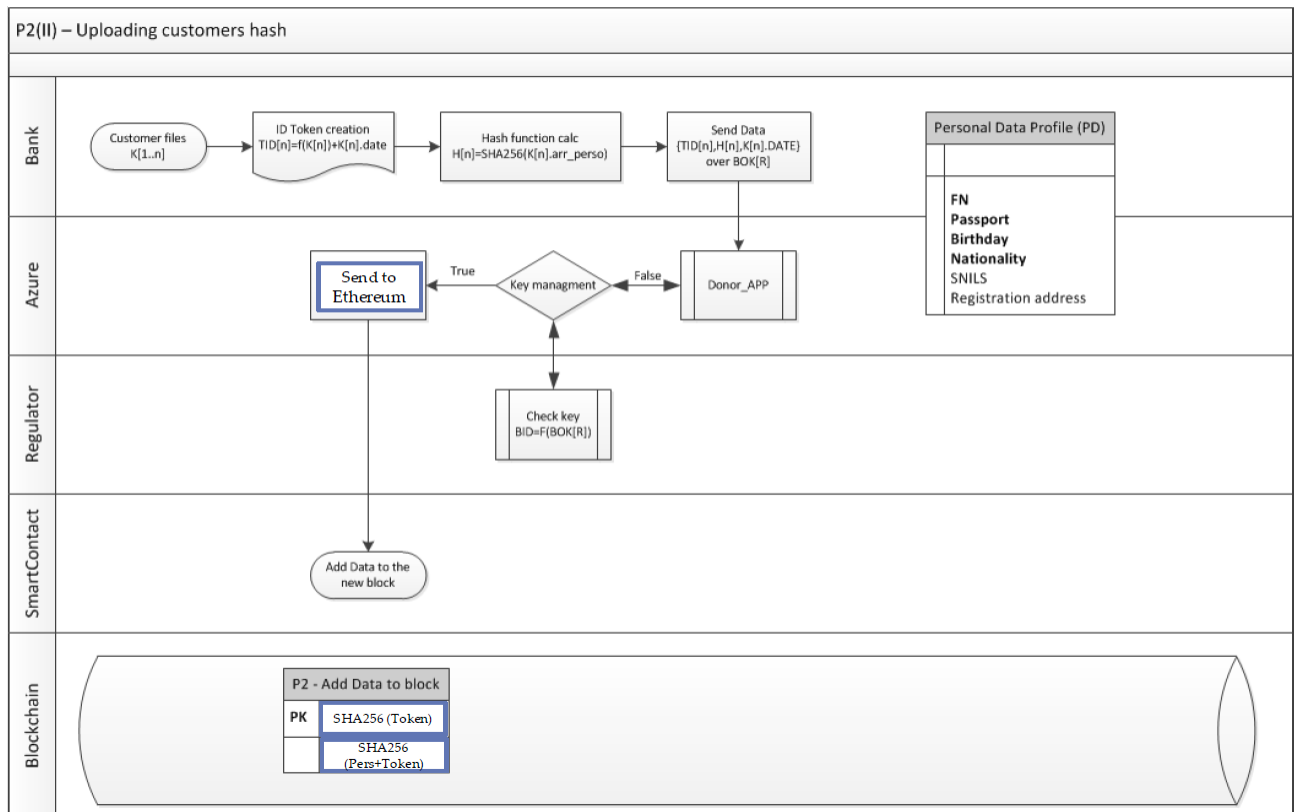 P2(II) – Uploading customers hash
Bank
Customer files
K[1..n]
ID Token creation
TID[n]=f(K[n])+K[n].date
Hash function calc
H[n]=SHA256(K[n].arr_perso)
Send Data
{TID[n],H[n],K[n].DATE}
over BOK[R]
Personal Data Profile (PD)
FN
Passport
Birthday
Nationality
SNILS
Registration address
Azure
Send to
Ethereum
True
Key managment
False
Donor_APP
Regulator
Check key
BID=F(BOK[R])
SmartContact
Add Data to the
new block
Blockchain
P2 - Add Data to block
PK
SHA256 (Token)
SHA256
(Pers+Token)